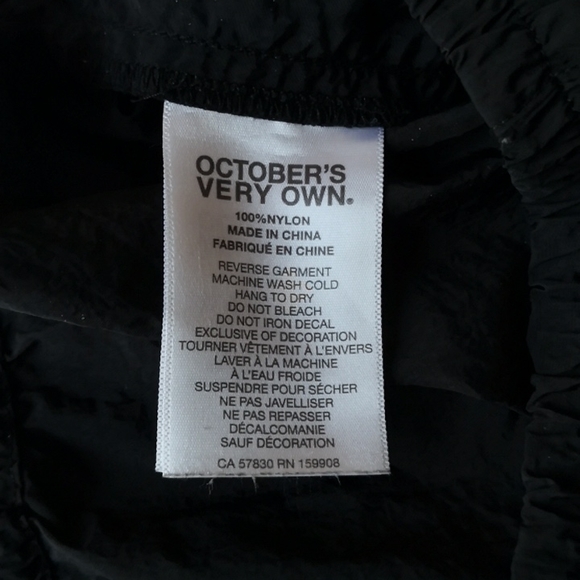 OCTOBER'S
VERY OWN®
100%NYLON
MADE IN CHINA
FABRIQUÉ EN CHINE
REVERSE GARMENT
MACHINE WASH COLD
HANG TO DRY
DO NOT BLEACH
DO NOT IRON DECAL
EXCLUSIVE OF DECORATION
TOURNER VÊTEMENT À L'ENVERS
LAVER À LA MACHINE
À L'EAU FROIDE
SUSPENDRE POUR SÉCHER
NE PAS JAVELLISER
NE PAS REPASSER
DÉCALCOMANIE
SAUF DÉCORATION
CA 57830 RN 159908